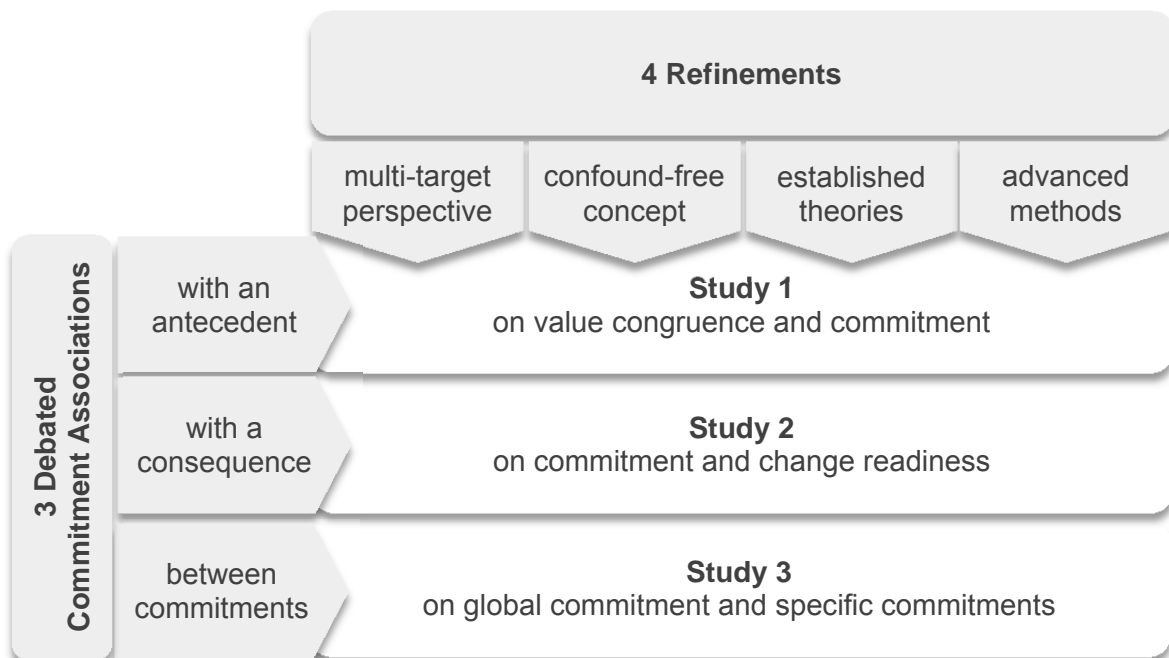 4 Refinements
multi-target
perspective
confound-free
concept
established
theories
advanced
methods
3 Debated
Commitment Associations
with an
antecedent
Study 1
on value congruence and commitment
with a
consequence
Study 2
on commitment and change readiness
between
commitments
Study 3
on global commitment and specific commitments